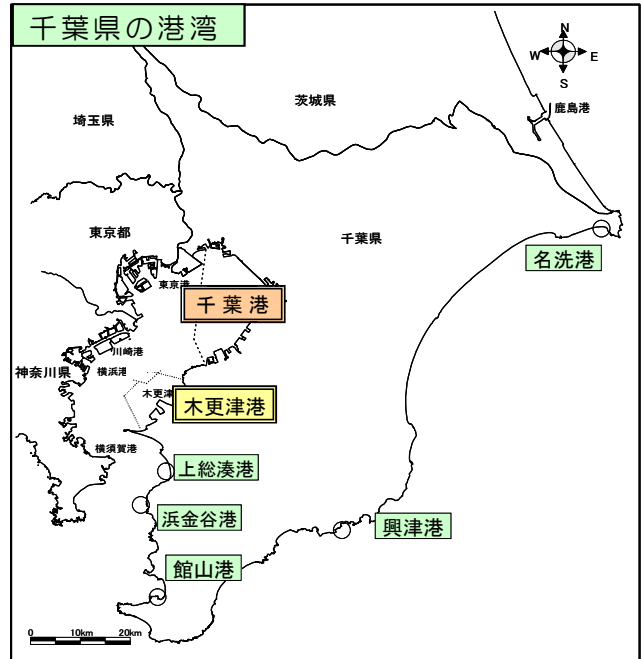 千葉県の港湾
N
W
E
S
茨城県
鹿島港
埼玉県
東京都
千葉県
名洗港
東京港
千葉港
川崎港
神奈川県
横浜港
木更津
木更津港
横須賀港
上総湊港
浜金谷港
興津港
館山港
0 10km 20km